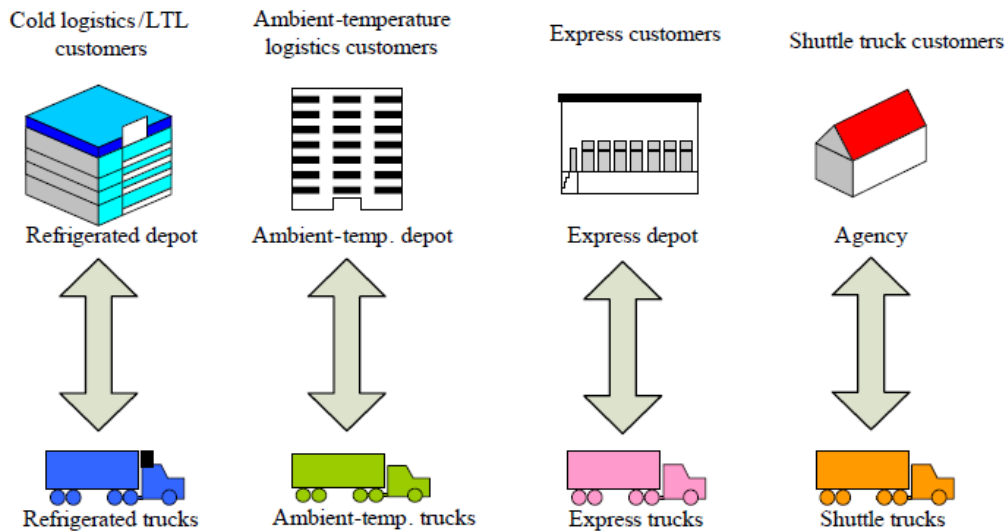 Cold logistics/LTL
customers
Ambient-temperature
logistics customers
Express customers
Shuttle truck customers
Refrigerated depot
Ambient-temp. depot
Express depot
Agency
Refrigerated trucks
Ambient-temp. trucks
Express trucks
Shuttle trucks